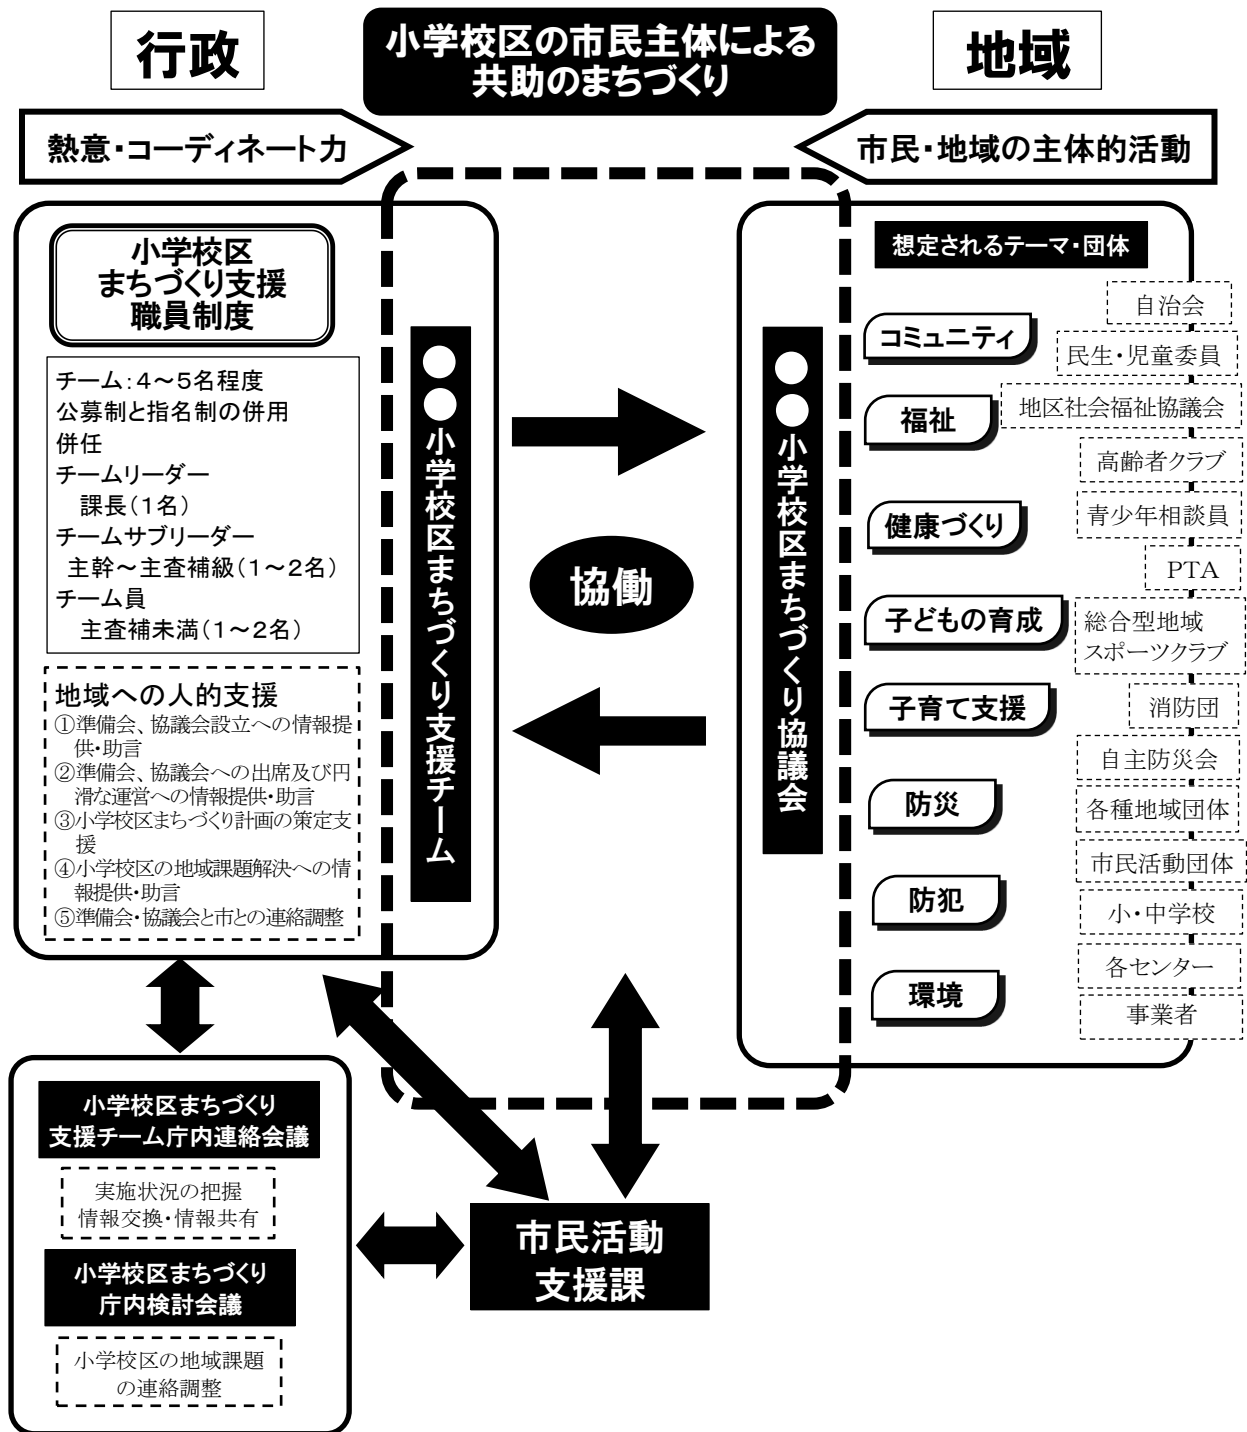 行政
小学校区の市民主体による
共助のまちづくり
地域
熱意・コーディネート力
市民・地域の主体的活動
小学校区
まちづくり支援
職員制度
チーム:4～5名程度
公募制と指名制の併用
併任
チームリーダー
課長(1名)
チームサブリーダー
主幹～主査補級(1～2名)
チーム員
主査補未満(1～2名)
地域への人的支援
①準備会、協議会設立への情報提
供・助言
②準備会、協議会への出席及び円
滑な運営への情報提供・助言
③小学校区まちづくり計画の策定支
援
④小学校区の地域課題解決への情
報提供・助言
⑤準備会・協議会と市との連絡調整
●●小学校区まちづくり支援チーム
協働
●●小学校区まちづくり協議会
想定されるテーマ・団体
コミュニティ
福祉
健康づくり
子どもの育成
子育て支援
防災
防犯
環境
自治会
民生・児童委員
地区社会福祉協議会
高齢者クラブ
青少年相談員
PTA
総合型地域
スポーツクラブ
消防団
自主防災会
各種地域団体
市民活動団体
小・中学校
各センター
事業者
小学校区まちづくり
支援チーム庁内連絡会議
実施状況の把握
情報交換・情報共有
小学校区まちづくり
庁内検討会議
小学校区の地域課題
の連絡調整
市民活動
支援課